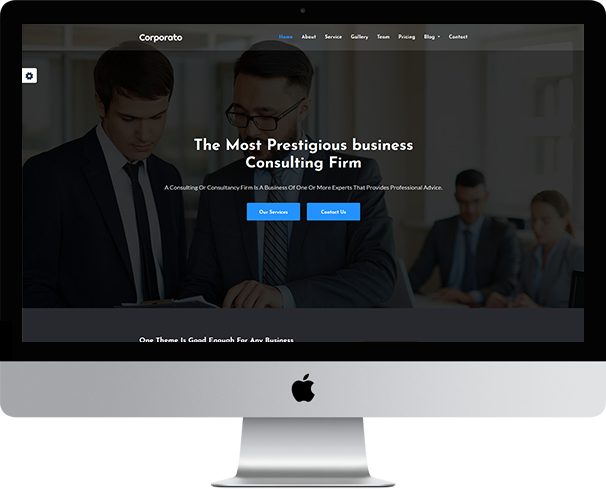 Corporato
Home About Service Gallery Team Pricing Blog Contact
The Most Prestigious business
Consulting Firm
A Consulting Or Consultancy Firm Is A Business Of One Or More Experts That Provides Professional Advice.
Our Services Contact Us
One Theme Is Good Enough For Any Business